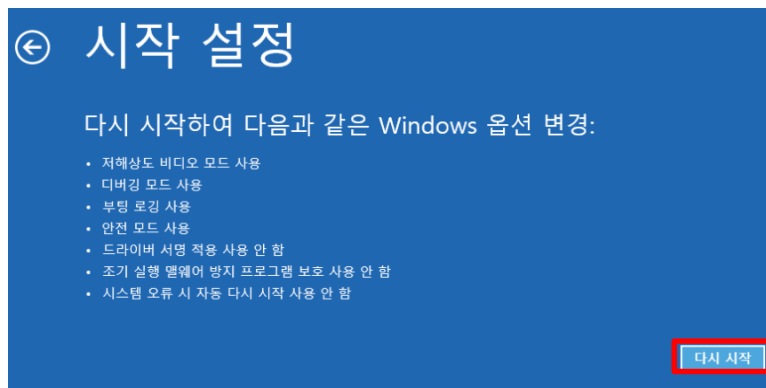 시작 설정
다시 시작하여 다음과 같은 Windows 옵션 변경:
• 저해상도 비디오 모드 사용
• 디버깅 모드 사용
• 부팅 로깅 사용
• 안전 모드 사용
• 드라이버 서명 적용 사용 안 함
• 조기 실행 맬웨어 방지 프로그램 보호 사용 안 함
• 시스템 오류 시 자동 다시 시작 사용 안 함
다시 시작